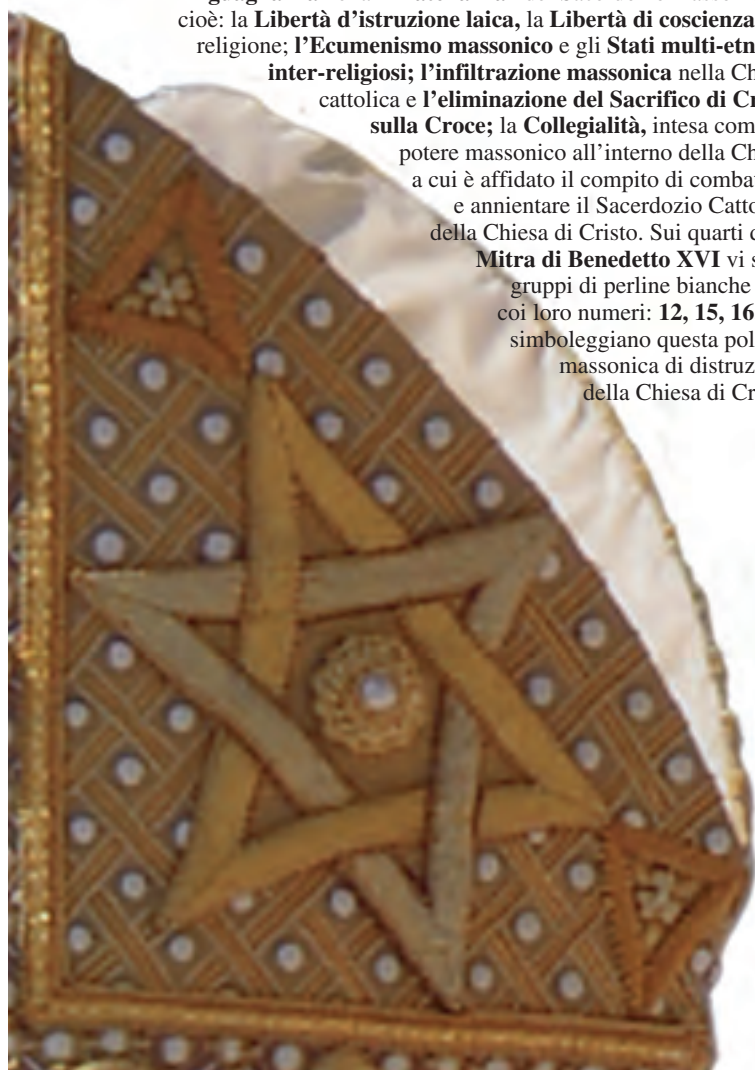 cioè: la Libertà d'istruzione laica, la Libertà di coscienza
religione; l'Ecumenismo massonico e gli Stati multi-etn
inter-religiosi; l'infiltrazione massonica nella Ch
cattolica e l'eliminazione del Sacrifico di Cr
sulla Croce; la Collegialità, intesa com
potere massonico all'interno della Ch
a cui è affidato il compito di comba
e annientare il Sacerdozio Catto
della Chiesa di Cristo. Sui quarti d
Mitra di Benedetto XVI vi s
gruppi di perline bianche
coi loro numeri: 12, 15, 16
simboleggiano questa pol
massonica di distruz
della Chiesa di Cr